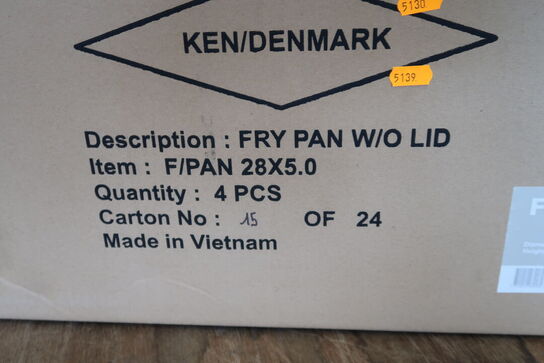 5130
KEN/DENMARK
5139
Description : FRY PAN W/O LID
Item : F/PAN 28X5.0
Quantity : 4 PCS
Carton No : 15 OF 24
Made in Vietnam